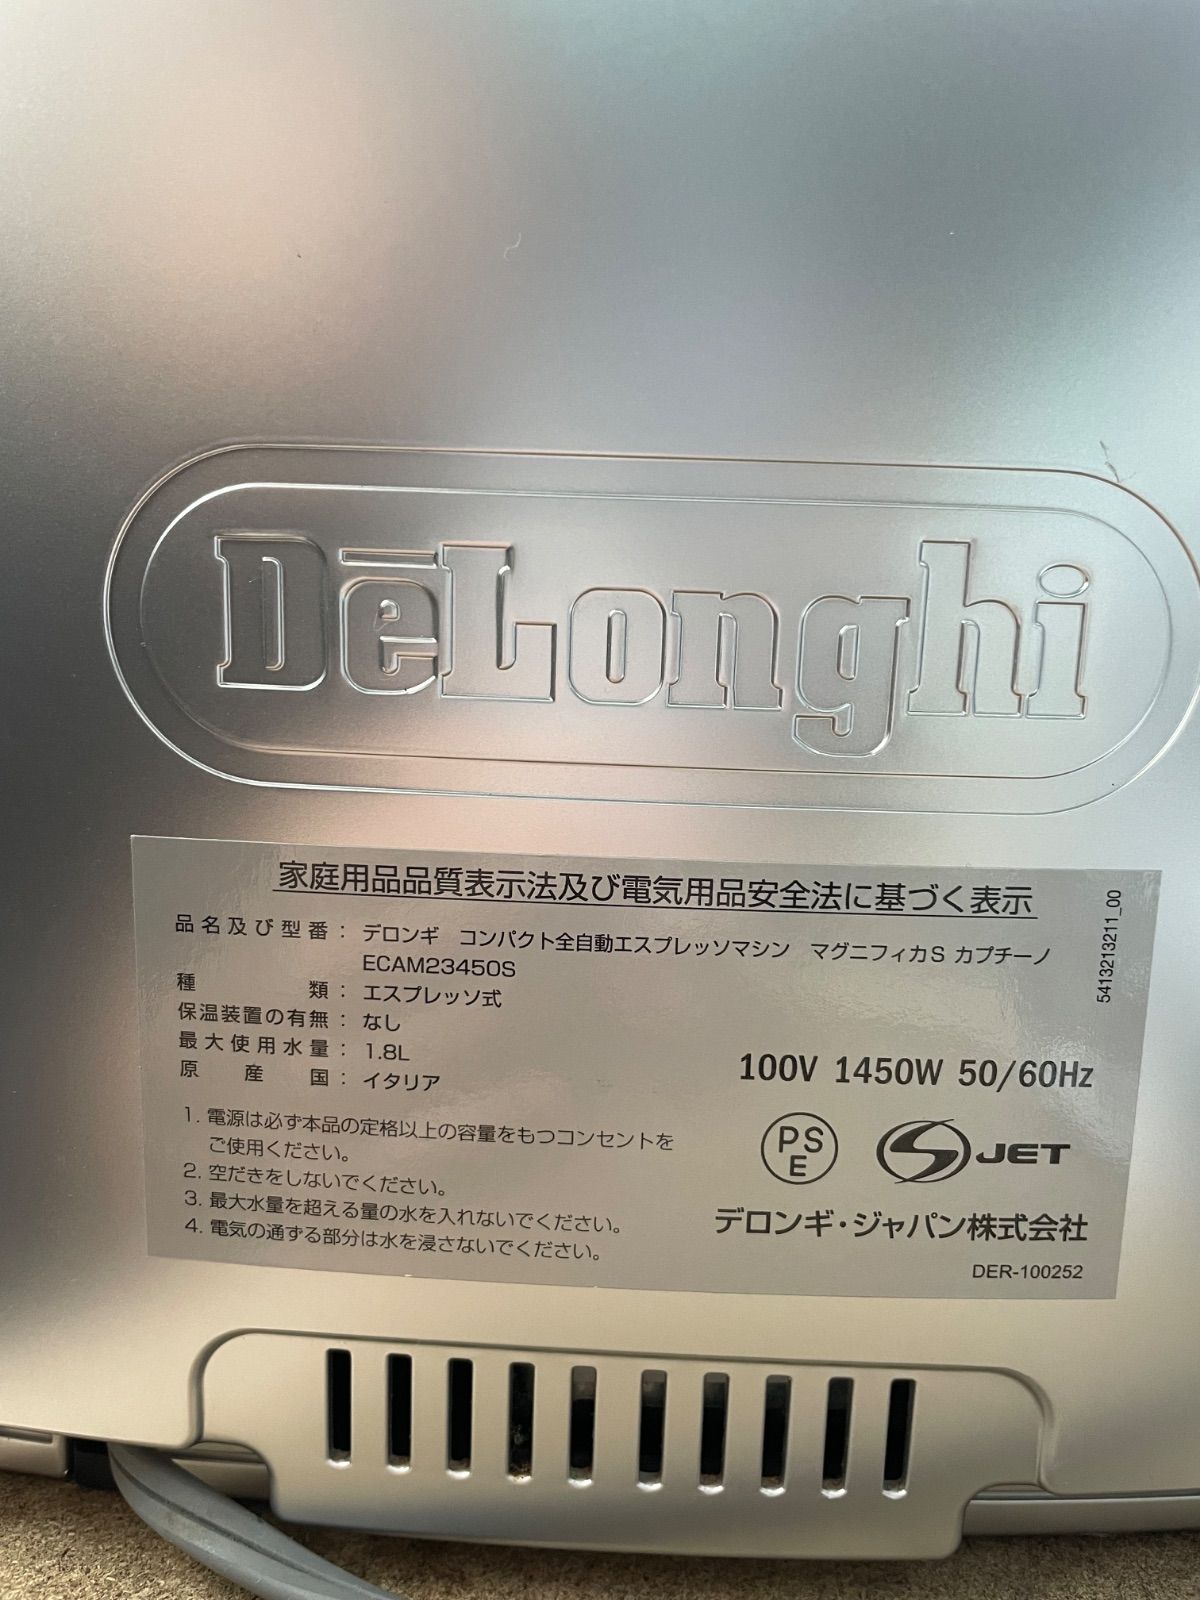 DēLonghi
家庭用品品質表示法及び電気用品安全法に基づく表示
品名及び型番： デロンギ コンパクト全自動エスプレッソマシン マグニフィカS カプチーノ
ECAM23450S
種類： エスプレッソ式
保温装置の有無： なし
最大使用水量： 1.8L
原産国： イタリア
1. 電源は必ず本品の定格以上の容量をもつコンセントを
ご使用ください。
2. 空だきをしないでください。
3. 最大水量を超える量の水を入れないでください。
4. 電気の通ずる部分は水を浸さないでください。
5413213211_00
100V 1450W 50/60Hz
PS
E
S JET
デロンギ・ジャパン株式会社
DER-100252